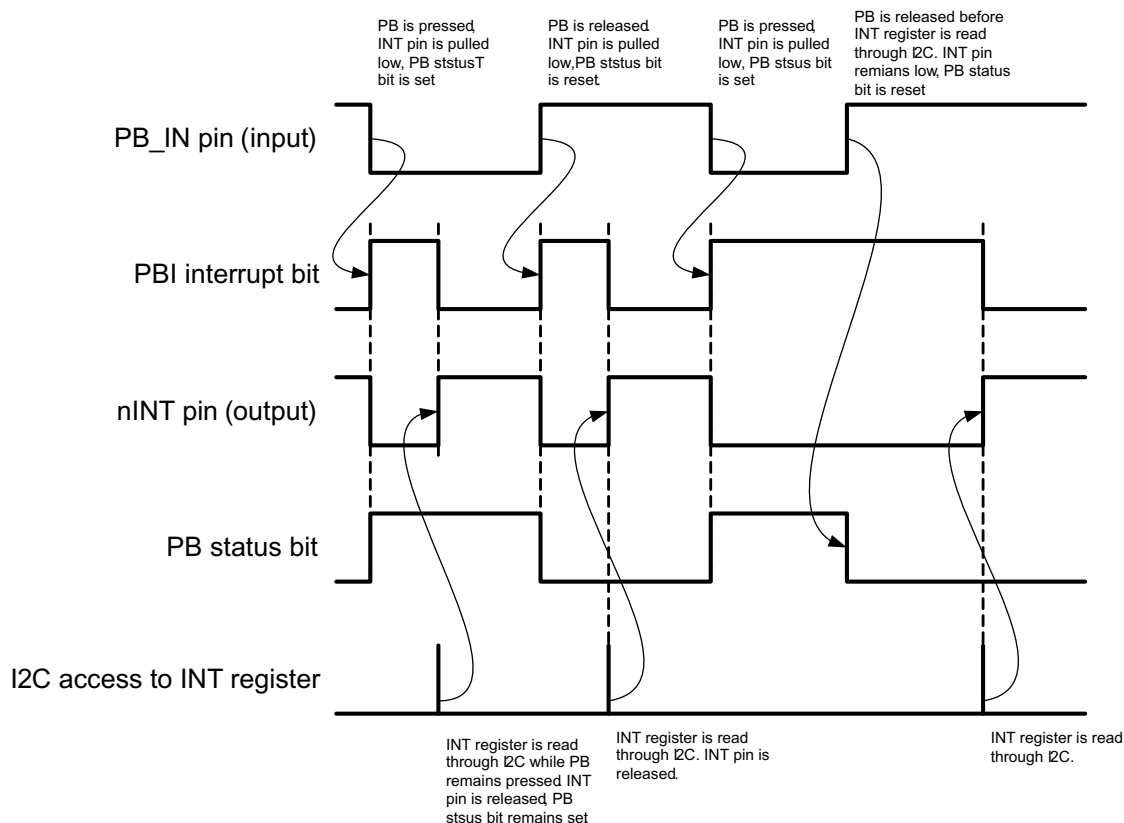 PB is pressed,
INT pin is pulled
low, PB ststusT
bit is set
PB is released.
INT pin is pulled
low,PB ststus bit
is reset.
PB is pressed,
INT pin is pulled
low, PB stsus bit
is set
PB is released before
INT register is read
through I2C. INT pin
remians low, PB status
bit is reset
PB_IN pin (input)
PBI interrupt bit
nINT pin (output)
PB status bit
I2C access to INT register
INT register is read
through I2C while PB
remains pressed. INT
pin is released, PB
stsus bit remains set
INT register is read
through I2C. INT pin is
released.
INT register is read
through I2C.